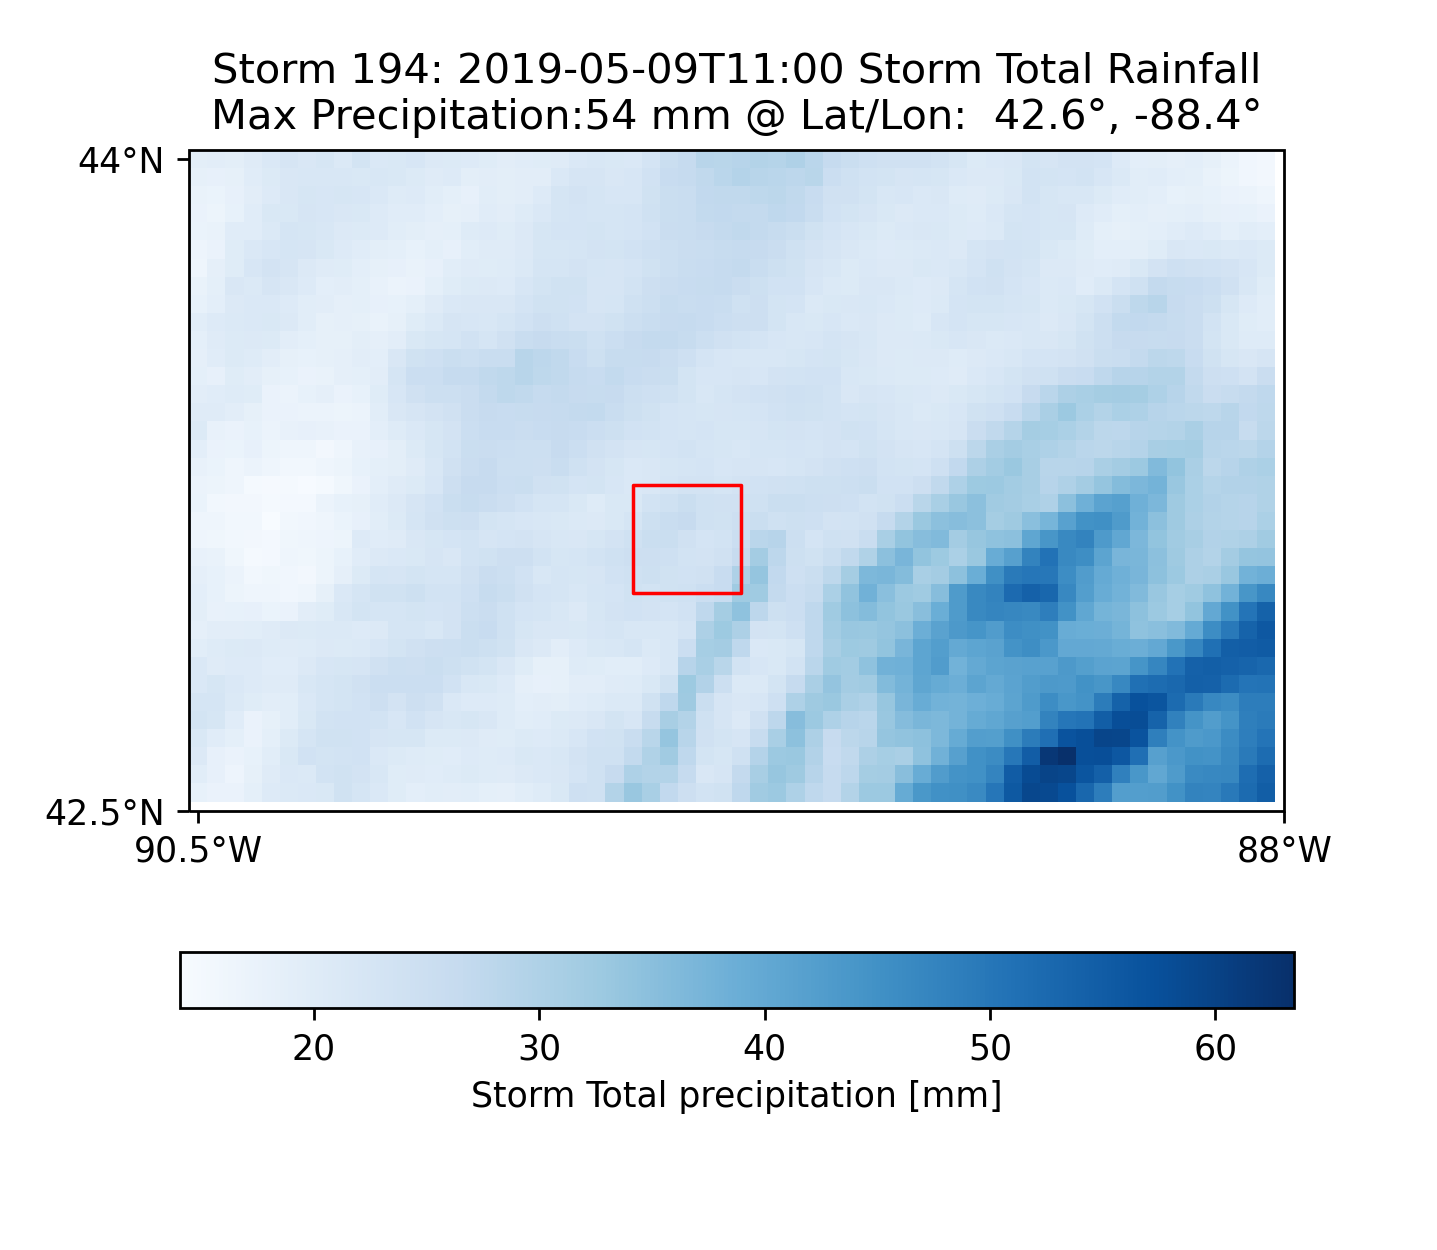 Storm 194: 2019-05-09T11:00 Storm Total Rainfall
Max Precipitation:54 mm @ Lat/Lon:  42.6°, -88.4°
44°N
42.5°N
90.5°W 88°W
20 30 40 50 60
Storm Total precipitation [mm]